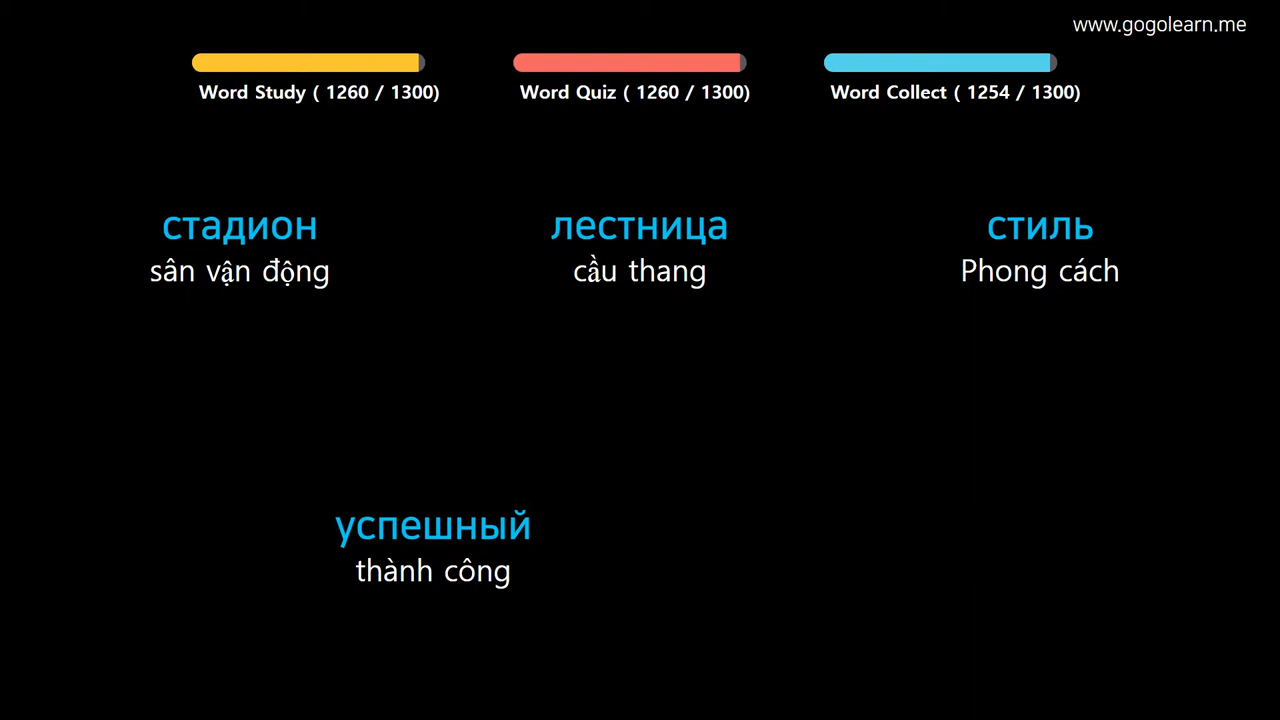 www.gogolearn.me
Word Study ( 1260 / 1300)
Word Quiz ( 1260 / 1300)
Word Collect ( 1254 / 1300)
стадион
sân vận động
лестница
cầu thang
стиль
Phong cách
успешный
thành công